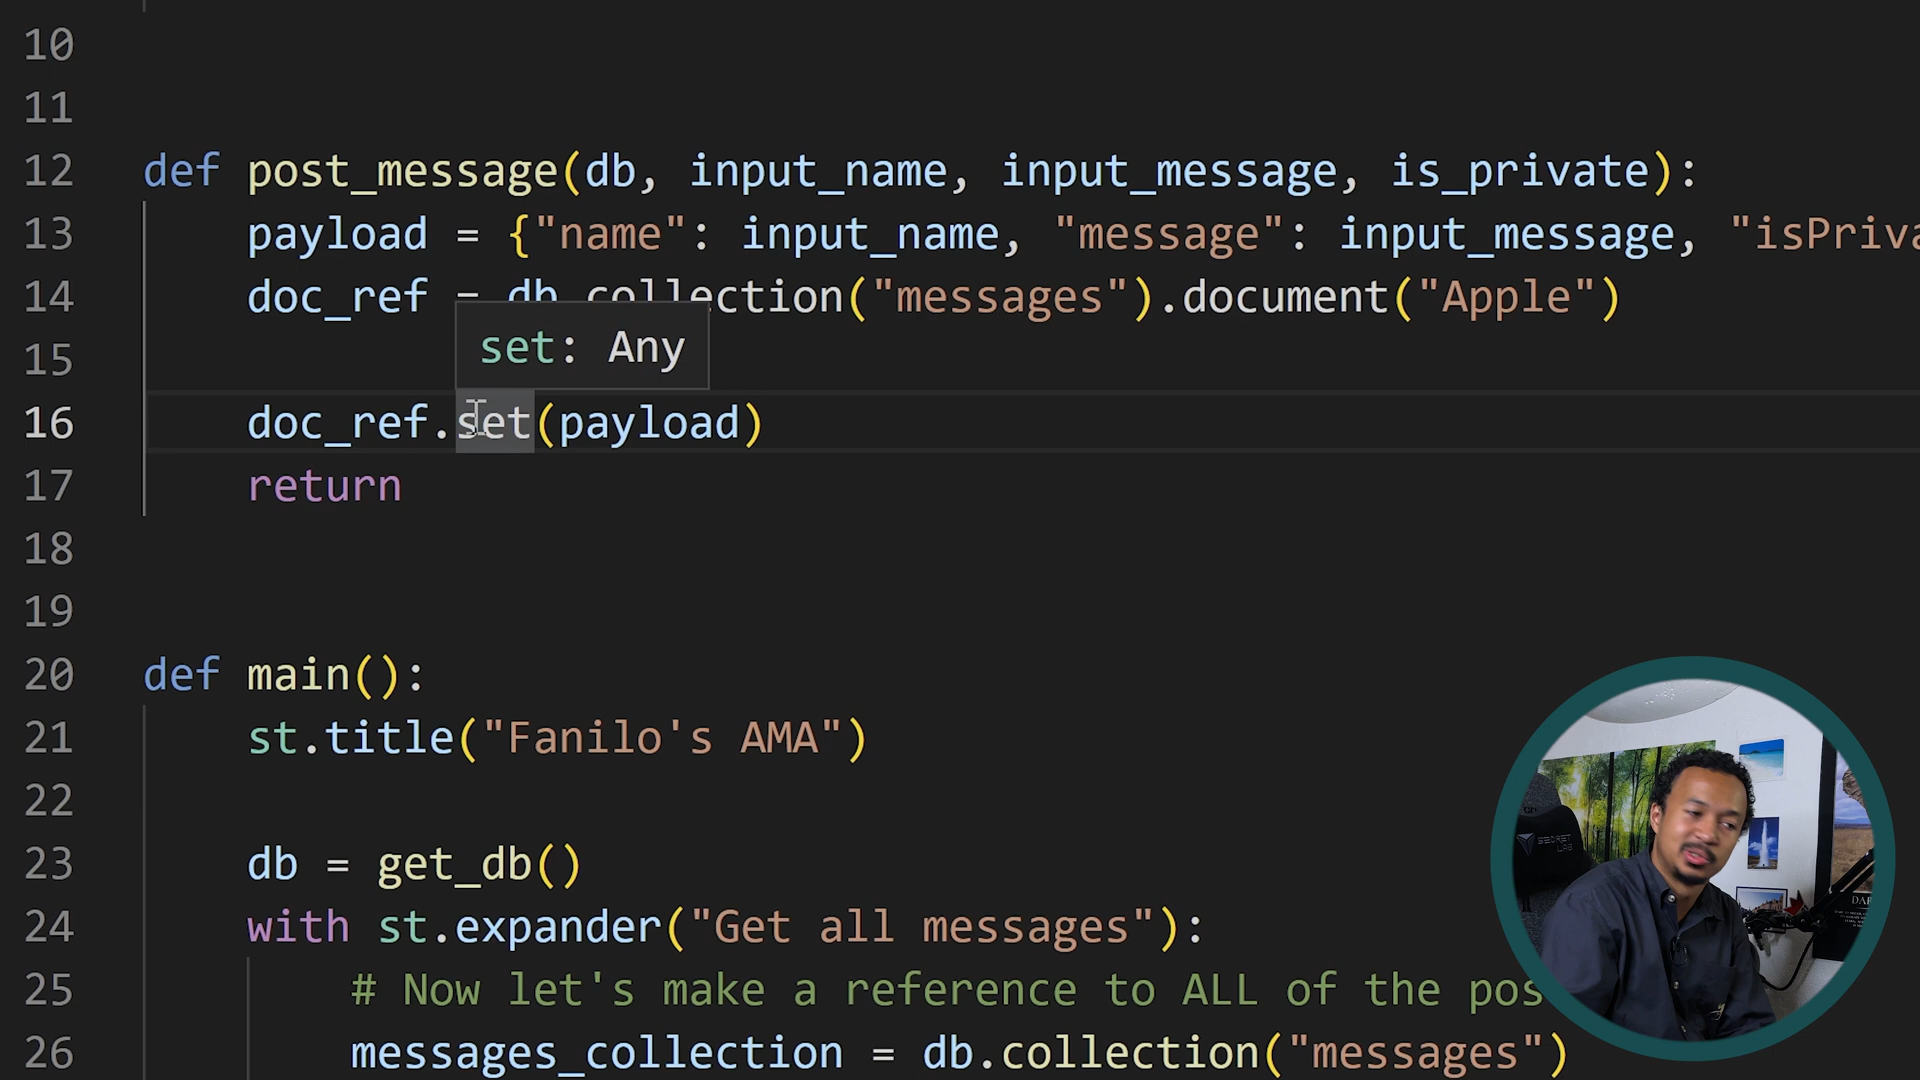 10
11
12 def post_message(db, input_name, input_message, is_private):
13 payload = {"name": input_name, "message": input_message, "isPriva
14 doc_ref = db.collection("messages").document("Apple")
set: Any
15
16 doc_ref.set(payload)
17 return
18
19
20 def main():
21 st.title("Fanilo's AMA")
22
23 db = get_db()
24 with st.expander("Get all messages"):
25 # Now let's make a reference to ALL of the pos
26 messages_collection = db.collection("messages")
SECRET
LAB